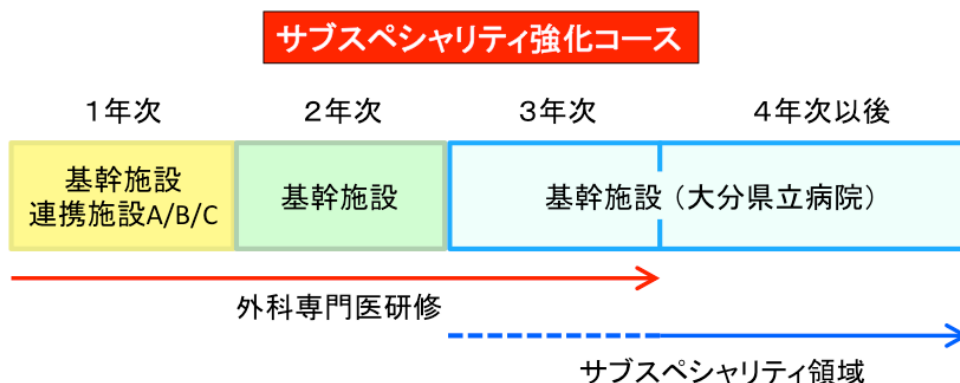 サブスペシャリティ強化コース
１年次
２年次
３年次
４年次以後
基幹施設
連携施設A/B/C
基幹施設
基幹施設（大分県立病院）
外科専門医研修
サブスペシャリティ領域